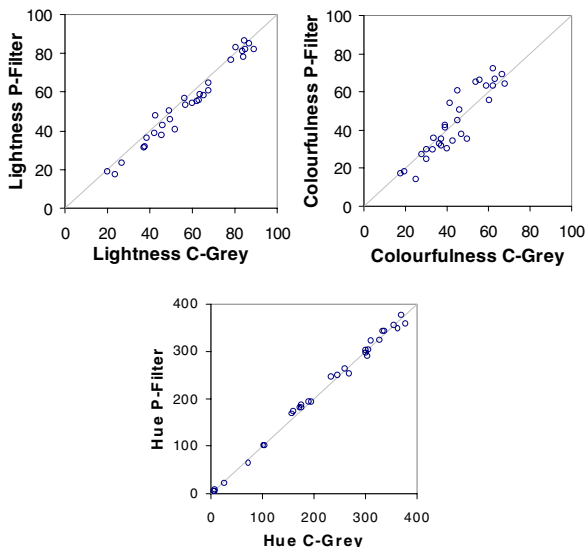 Lightness P-Filter
100
80
60
40
20
0
0 20 40 60 80 100
Lightness C-Grey
Colourfulness P-Filter
100
80
60
40
20
0
0 20 40 60 80 100
Colourfulness C-Grey
Hue P-Filter
400
300
200
100
0
0 100 200 300 400
Hue C-Grey